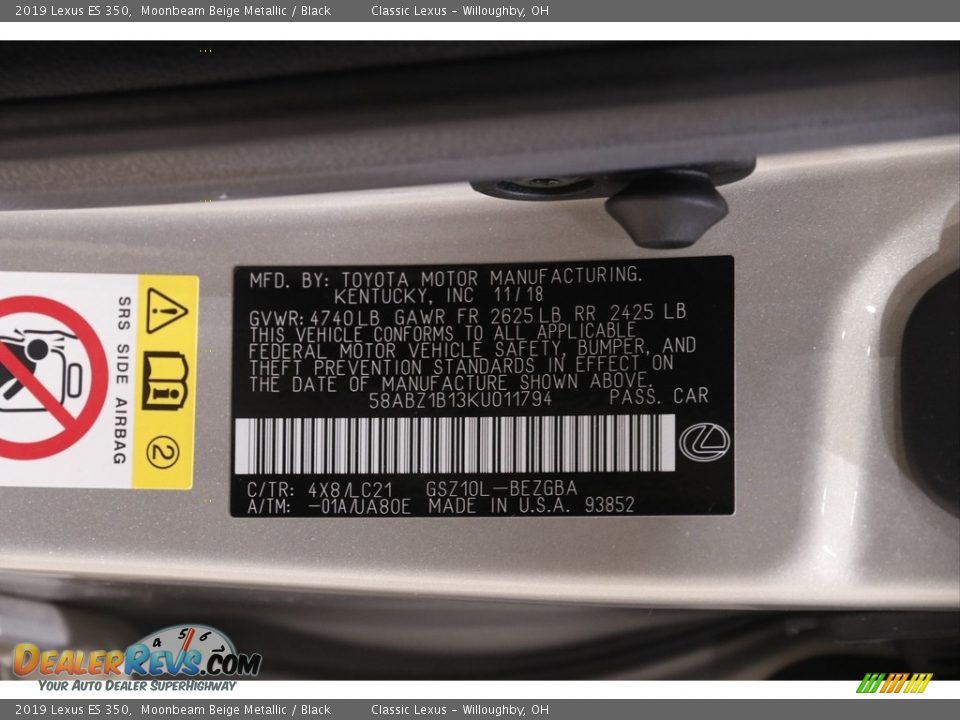 2019 Lexus ES 350, Moonbeam Beige Metallic / Black Classic Lexus – Willoughby, OH
MFD. BY: TOYOTA MOTOR MANUFACTURING.
KENTUCKY, INC 11/18
GVWR: 4740LB GAWR FR 2625LB RR 2425 LB
THIS VEHICLE CONFORMS TO ALL APPLICABLE
FEDERAL MOTOR VEHICLE SAFETY, BUMPER, AND
THEFT PREVENTION STANDARDS IN EFFECT ON
THE DATE OF MANUFACTURE SHOWN ABOVE.
58ABZ1B13KU011794 PASS. CAR
C/TR: 4X8/LC21 GSZ10L-BEZGBA
A/TM: -01A/UA80E MADE IN U.S.A. 93852
SRS SIDE AIRBAG
2
4 5 6 7
DEALERREVS.COM
YOUR AUTO DEALER SUPERHIGHWAY
2019 Lexus ES 350, Moonbeam Beige Metallic / Black Classic Lexus – Willoughby, OH